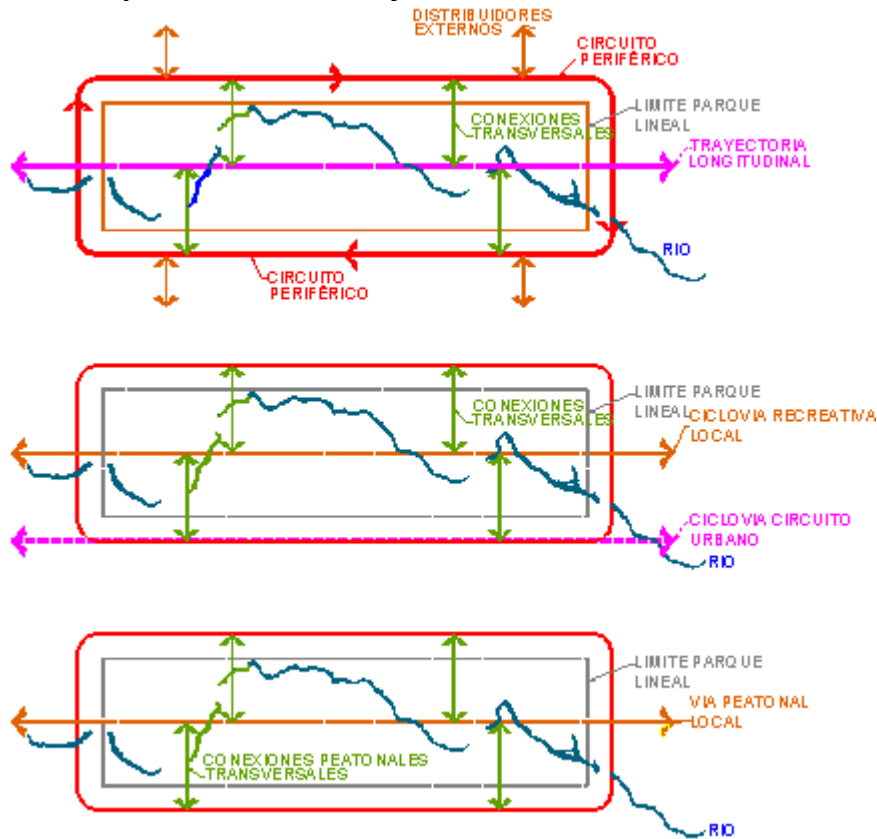 DISTRIBUIDORES
EXTERNOS
CIRCUITO
PERIFÉRICO
LIMITE PARQUE
LINEAL
CONEXIONES
TRANSVERSALES
TRAYECTORIA
LONGITUDINAL
RIO
CIRCUITO
PERIFÉRICO
LIMITE PARQUE
LINEAL
CONEXIONES
TRANSVERSALES
CICLOVIA RECREATIVA
LOCAL
CICLOVIA CIRCUITO
URBANO
RIO
LIMITE PARQUE
LINEAL
VIA PEATONAL
LOCAL
CONEXIONES PEATONALES
TRANSVERSALES
RIO